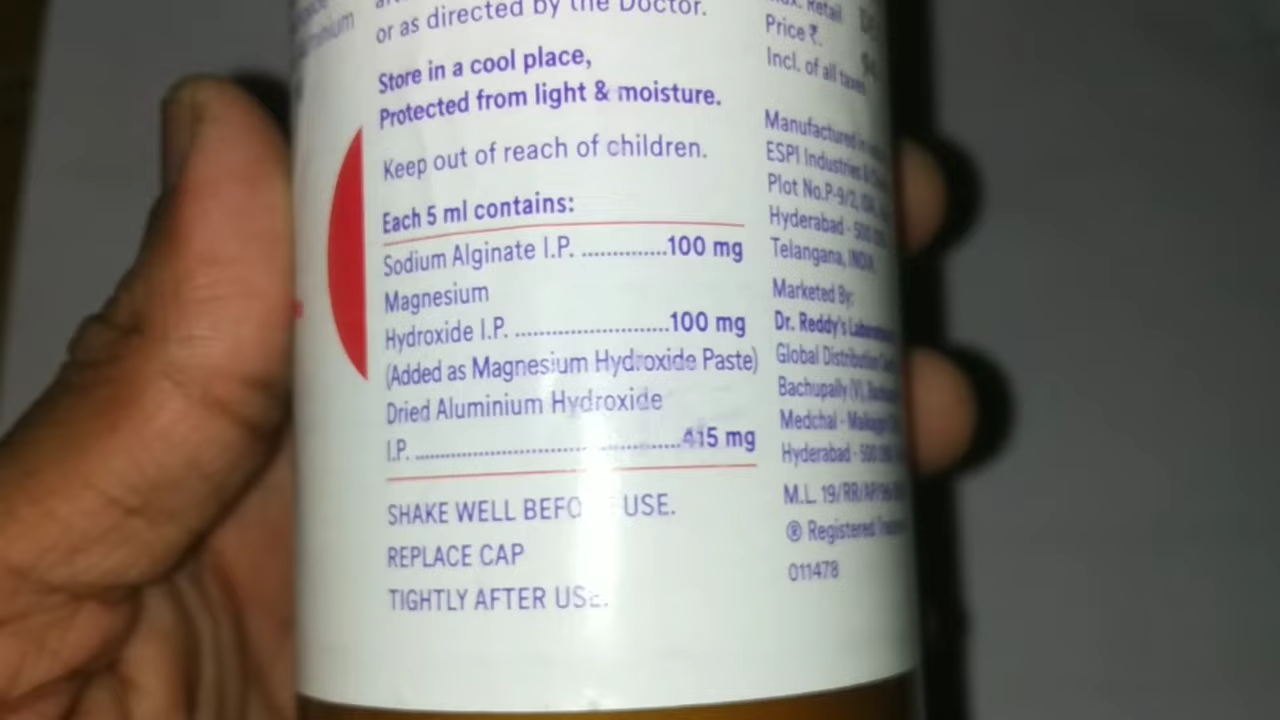 or as directed by the Doctor.
Store in a cool place,
Protected from light & moisture.
Keep out of reach of children.
Each 5 ml contains:
Sodium Alginate I.P. ..............100 mg
Magnesium
Hydroxide I.P. ..........................100 mg
(Added as Magnesium Hydroxide Paste)
Dried Aluminium Hydroxide
I.P. ............................................415 mg
SHAKE WELL USE.
REPLACE CAP
TIGHTLY AFTER USE.
Retail
Price ₹.
Incl. of all taxes
Manufactured
ESPI Industries &
Plot No.P-9/2,
Hyderabad -
Telangana, INDIA
Marketed By:
Dr. Reddy's
Global Distribution
Bachupally (V),
Medchal -
Hyderabad -
M.L. 19/RR/AP/
® Registered
011478